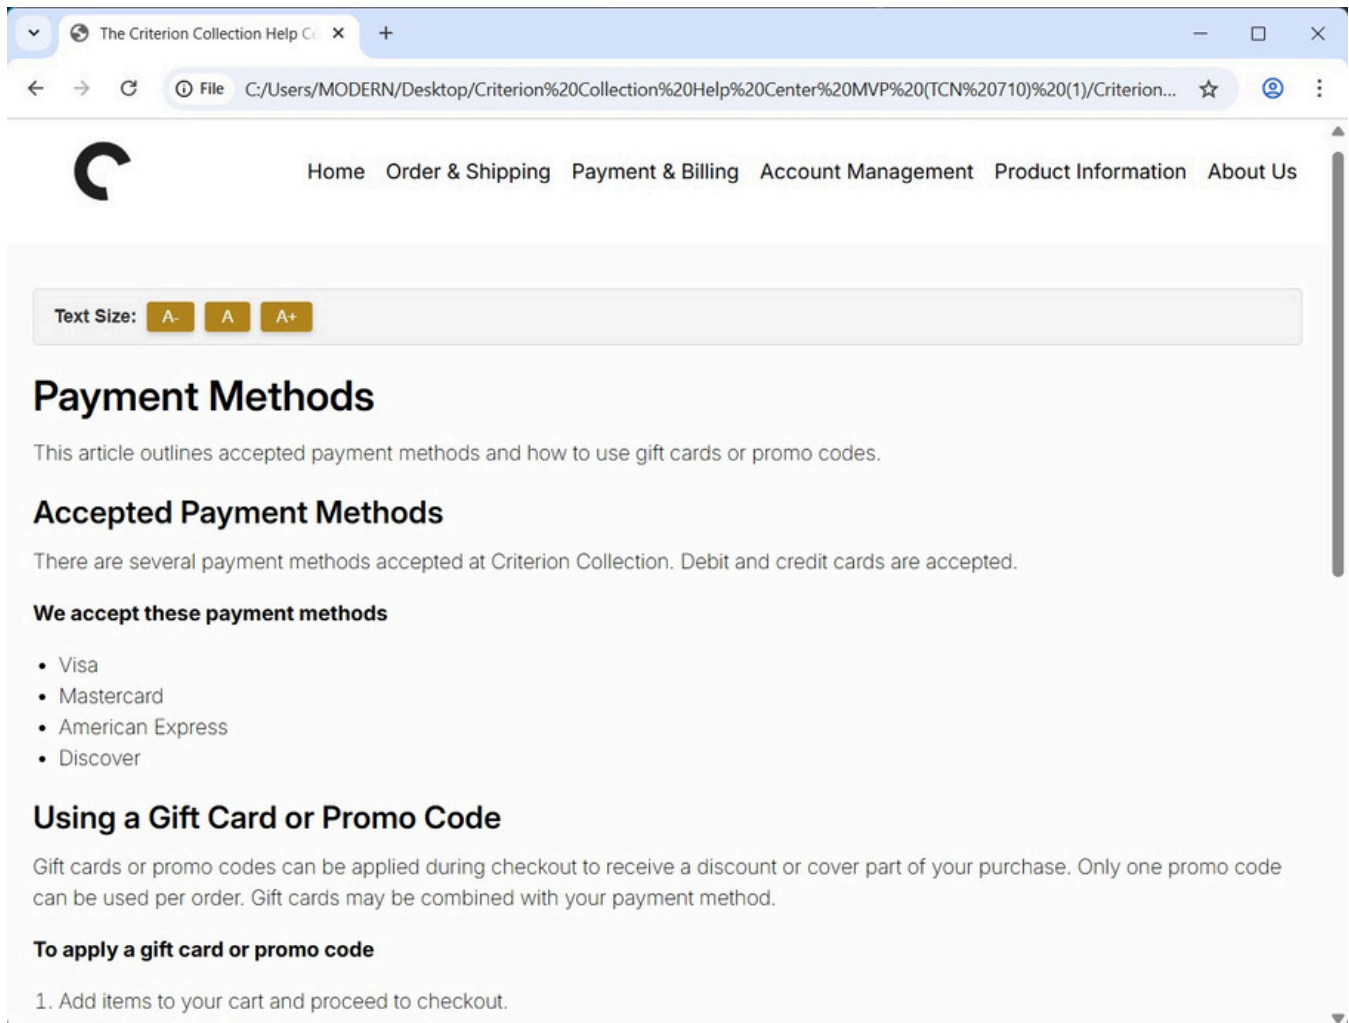 The Criterion Collection Help C
File
C:/Users/MODERN/Desktop/Criterion%20Collection%20Help%20Center%20MVP%20(TCN%20710)%20(1)/Criterion...
Home Order & Shipping Payment & Billing Account Management Product Information About Us
Text Size: A- A A+
Payment Methods
This article outlines accepted payment methods and how to use gift cards or promo codes.
Accepted Payment Methods
There are several payment methods accepted at Criterion Collection. Debit and credit cards are accepted.
We accept these payment methods
• Visa
• Mastercard
• American Express
• Discover
Using a Gift Card or Promo Code
Gift cards or promo codes can be applied during checkout to receive a discount or cover part of your purchase. Only one promo code
can be used per order. Gift cards may be combined with your payment method.
To apply a gift card or promo code
1. Add items to your cart and proceed to checkout.